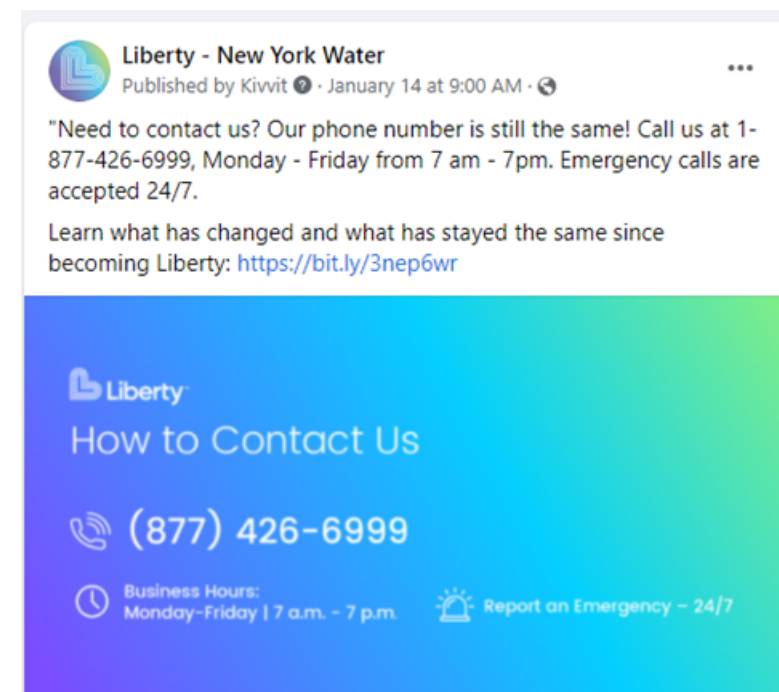 Liberty - New York Water
Published by Kivvit · January 14 at 9:00 AM ·
"Need to contact us? Our phone number is still the same! Call us at 1-
877-426-6999, Monday - Friday from 7 am - 7pm. Emergency calls are
accepted 24/7.
Learn what has changed and what has stayed the same since
becoming Liberty: https://bit.ly/3nep6wr
Liberty™
How to Contact Us
(877) 426-6999
Business Hours:
Monday-Friday | 7 a.m. - 7 p.m.
Report an Emergency – 24/7